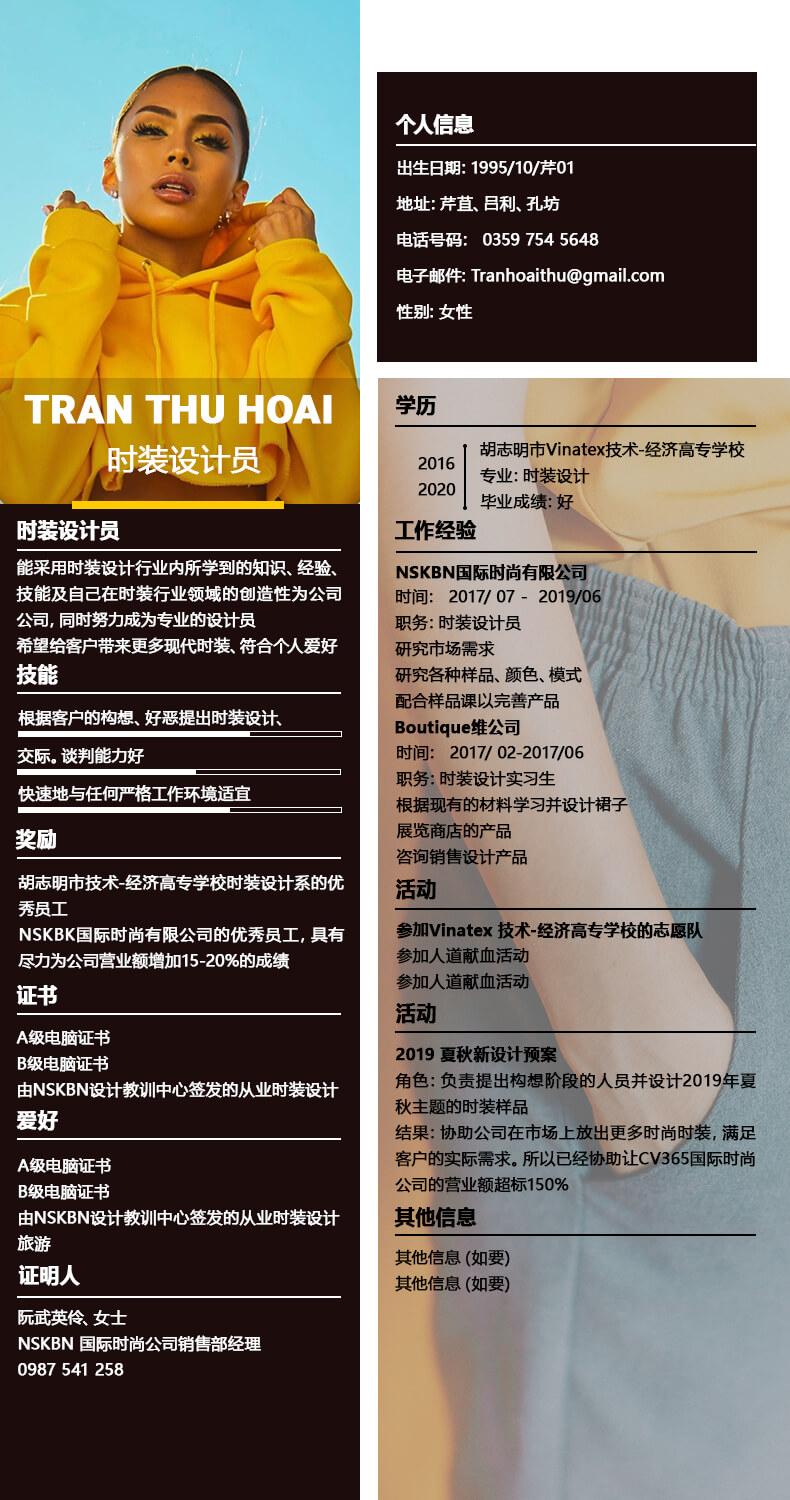 TRAN THU HOAI
时装设计员
时装设计员
能采用时装设计行业内所学到的知识、经验、
技能及自己在时装行业领域的创造性为公司
公司, 同时努力成为专业的设计员
希望给客户带来更多现代时装、符合个人爱好
技能
根据客户的构想、好恶提出时装设计、
交际。谈判能力好
快速地与任何严格工作环境适宜
奖励
胡志明市技术-经济高专学校时装设计系的优
秀员工
NSKBK国际时尚有限公司的优秀员工, 具有
尽力为公司营业额增加15-20%的成绩
证书
A级电脑证书
B级电脑证书
由NSKBN设计教训中心签发的从业时装设计
爱好
A级电脑证书
B级电脑证书
由NSKBN设计教训中心签发的从业时装设计
旅游
证明人
阮武英伶、女士
NSKBN 国际时尚公司销售部经理
0987 541 258
个人信息
出生日期: 1995/10/芹01
地址: 芹苴、吕利、孔坊
电话号码: 0359 754 5648
电子邮件: Tranhoaithu@gmail.com
性别: 女性
学历
2016
2020
胡志明市Vinatex技术-经济高专学校
专业: 时装设计
毕业成绩: 好
工作经验
NSKBN国际时尚有限公司
时间: 2017/ 07 - 2019/06
职务: 时装设计员
研究市场需求
研究各种样品、颜色、模式
配合样品课以完善产品
Boutique维公司
时间: 2017/ 02-2017/06
职务: 时装设计实习生
根据现有的材料学习并设计裙子
展览商店的产品
咨询销售设计产品
活动
参加Vinatex 技术-经济高专学校的志愿队
参加人道献血活动
参加人道献血活动
活动
2019 夏秋新设计预案
角色: 负责提出构想阶段的人员并设计2019年夏
秋主题的时装样品
结果: 协助公司在市场上放出更多时尚时装, 满足
客户的实际需求。所以已经协助让CV365国际时尚
公司的营业额超标150%
其他信息
其他信息 (如要)
其他信息 (如要)